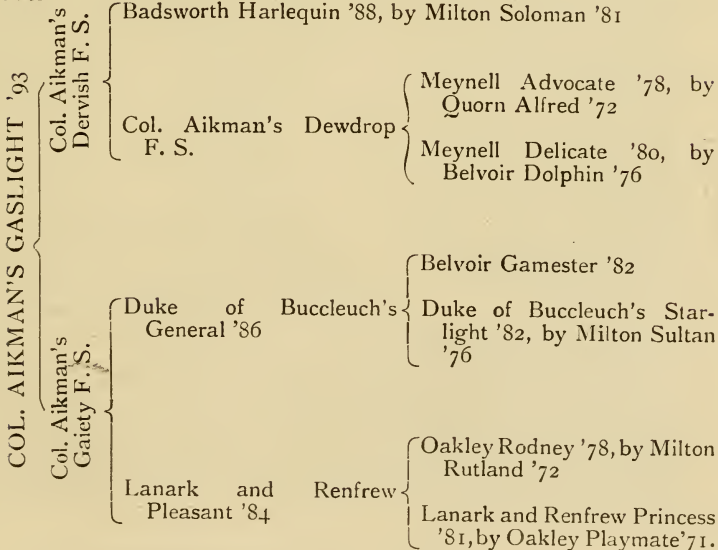 COL. AIKMAN'S GASLIGHT '93
Col. Aikman's
Dervish F. S.
Badsworth Harlequin '88, by Milton Soloman '81
Col. Aikman's Dewdrop
F. S.
Meynell Advocate '78, by
Quorn Alfred '72
Meynell Delicate '80, by
Belvoir Dolphin '76
Col. Aikman's
Gaiety F. S.
Duke of Buccleuch's
General '86
Belvoir Gamester '82
Duke of Buccleuch's Star-
light '82, by Milton Sultan
'76
Lanark and Renfrew
Pleasant '84
Oakley Rodney '78, by Milton
Rutland '72
Lanark and Renfrew Princess
'81, by Oakley Playmate '71.